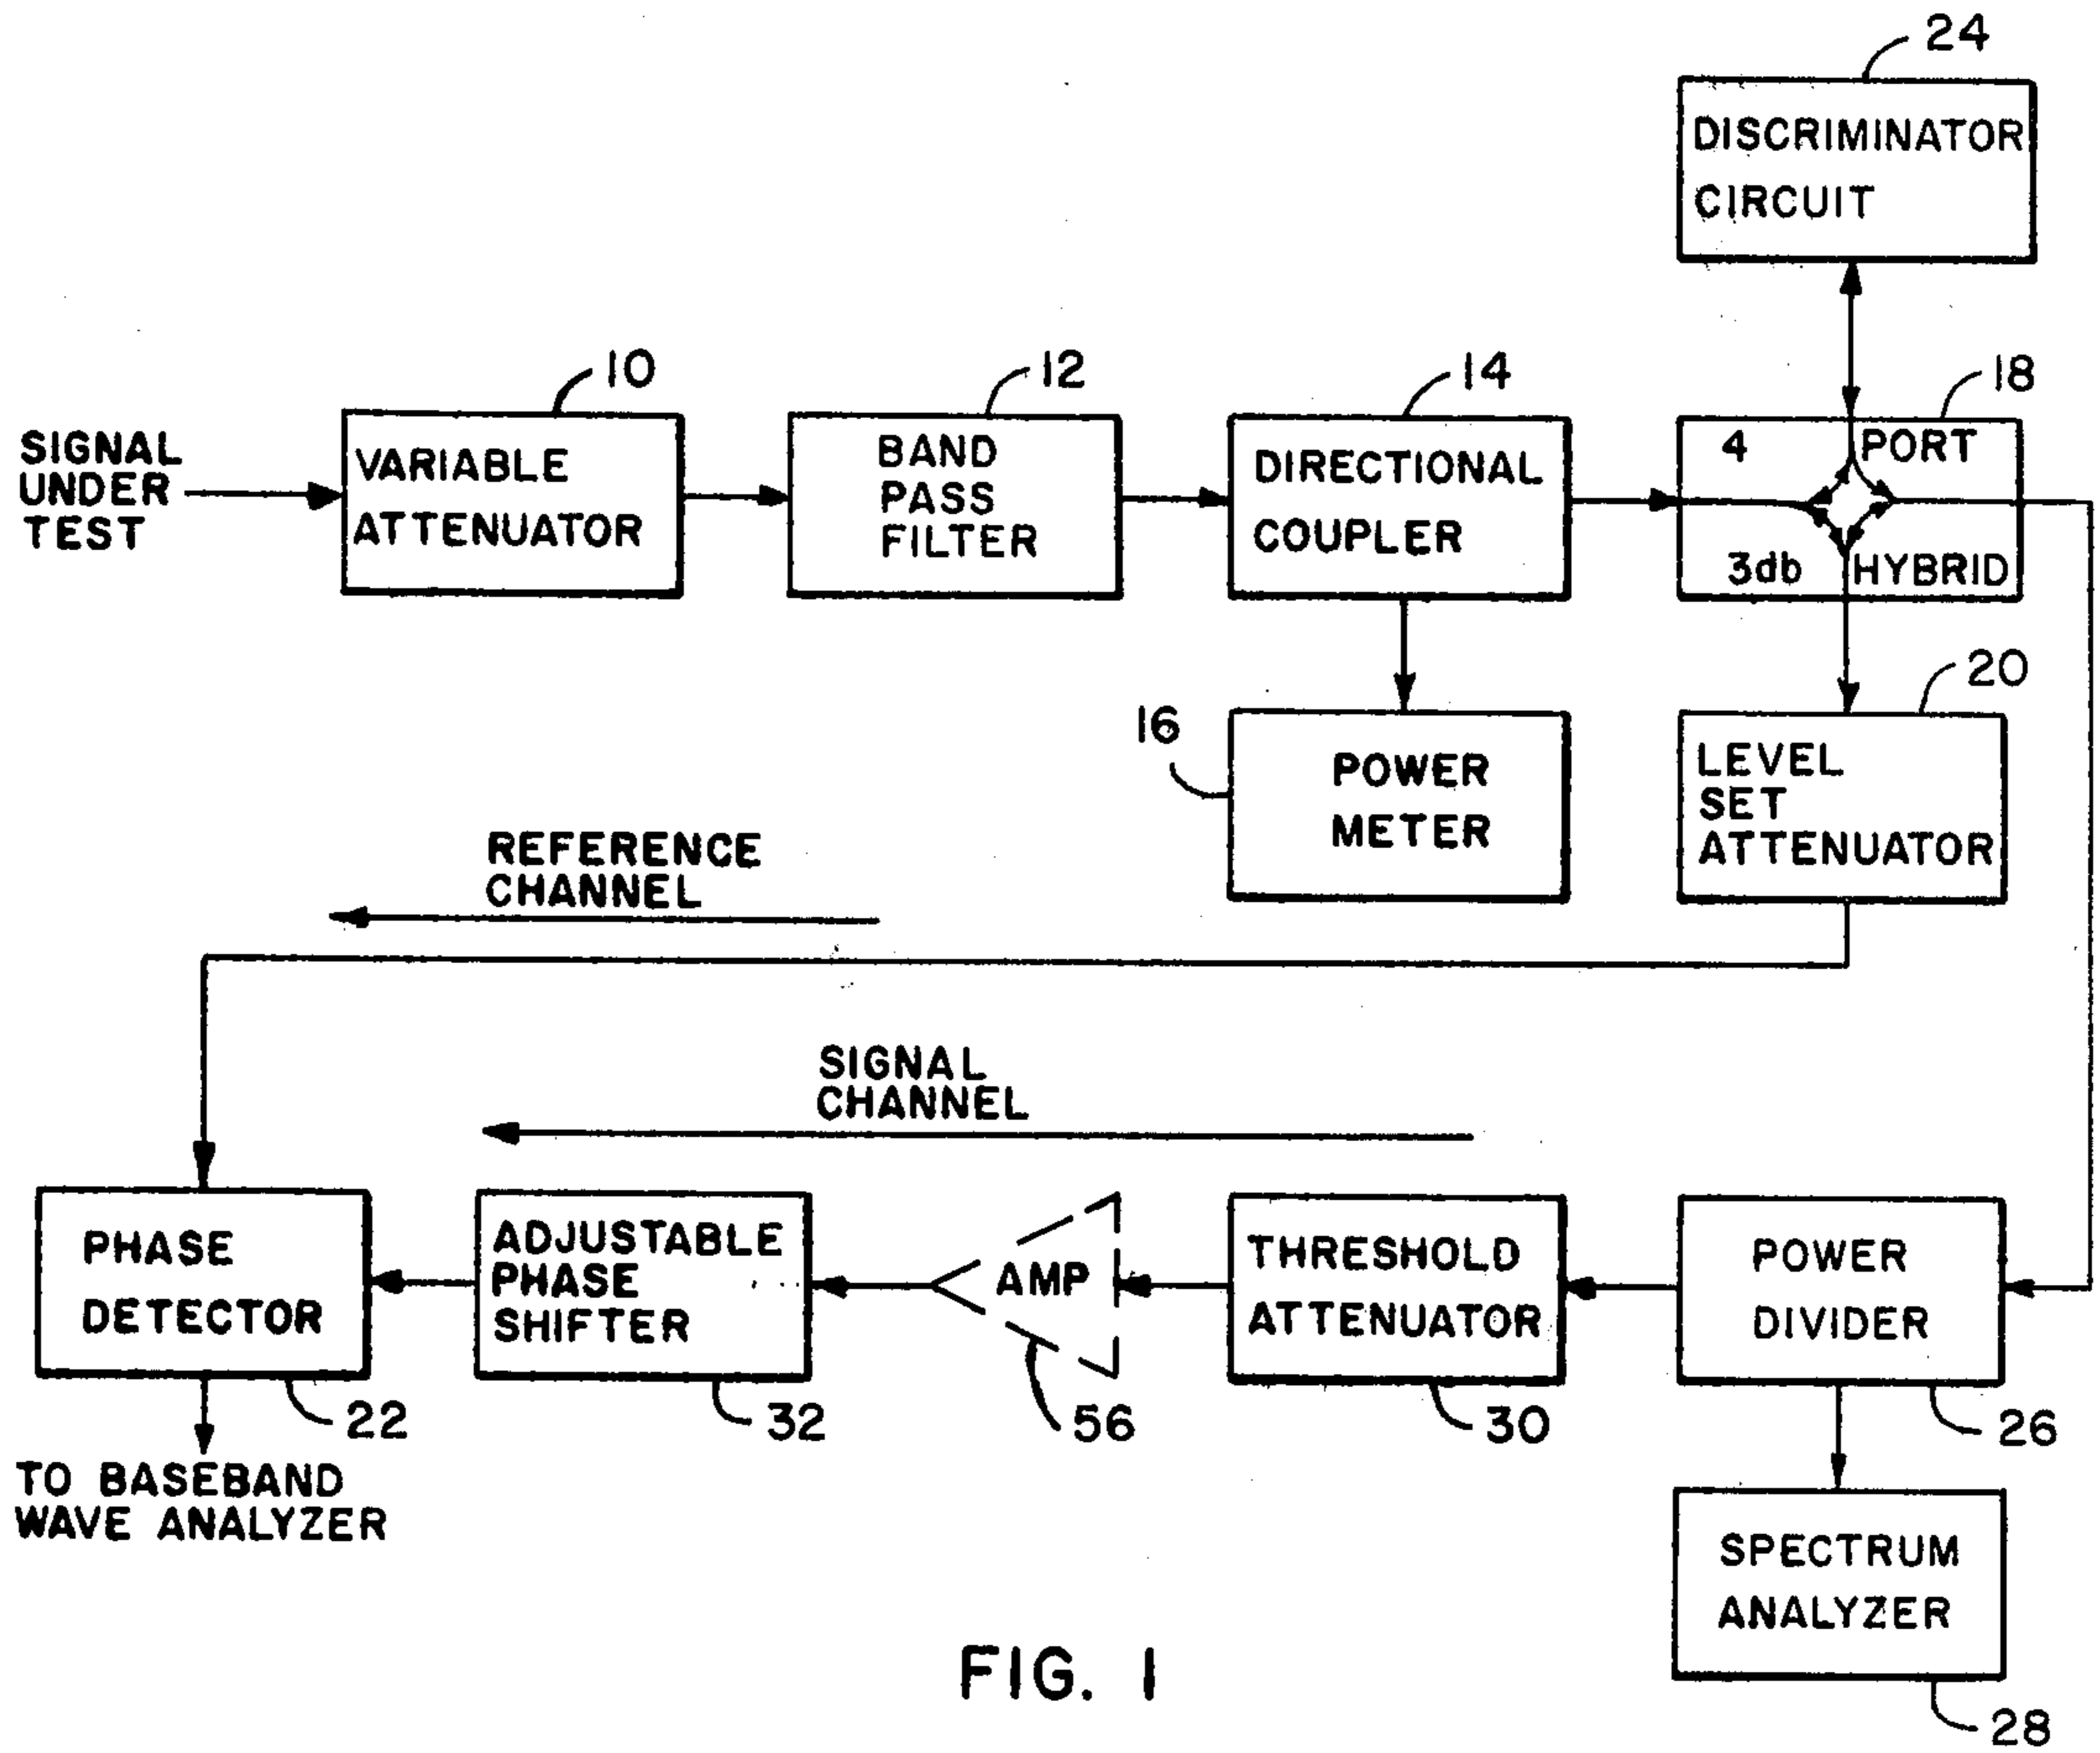 24
DISCRIMINATOR
CIRCUIT
10
12
14
18
SIGNAL
UNDER
TEST
VARIABLE
ATTENUATOR
BAND
PASS
FILTER
DIRECTIONAL
COUPLER
4 PORT
3db HYBRID
16
POWER
METER
20
LEVEL
SET
ATTENUATOR
REFERENCE
CHANNEL
SIGNAL
CHANNEL
PHASE
DETECTOR
22
ADJUSTABLE
PHASE
SHIFTER
32
AMP
56
THRESHOLD
ATTENUATOR
30
POWER
DIVIDER
26
TO BASEBAND
WAVE ANALYZER
SPECTRUM
ANALYZER
28
FIG. 1